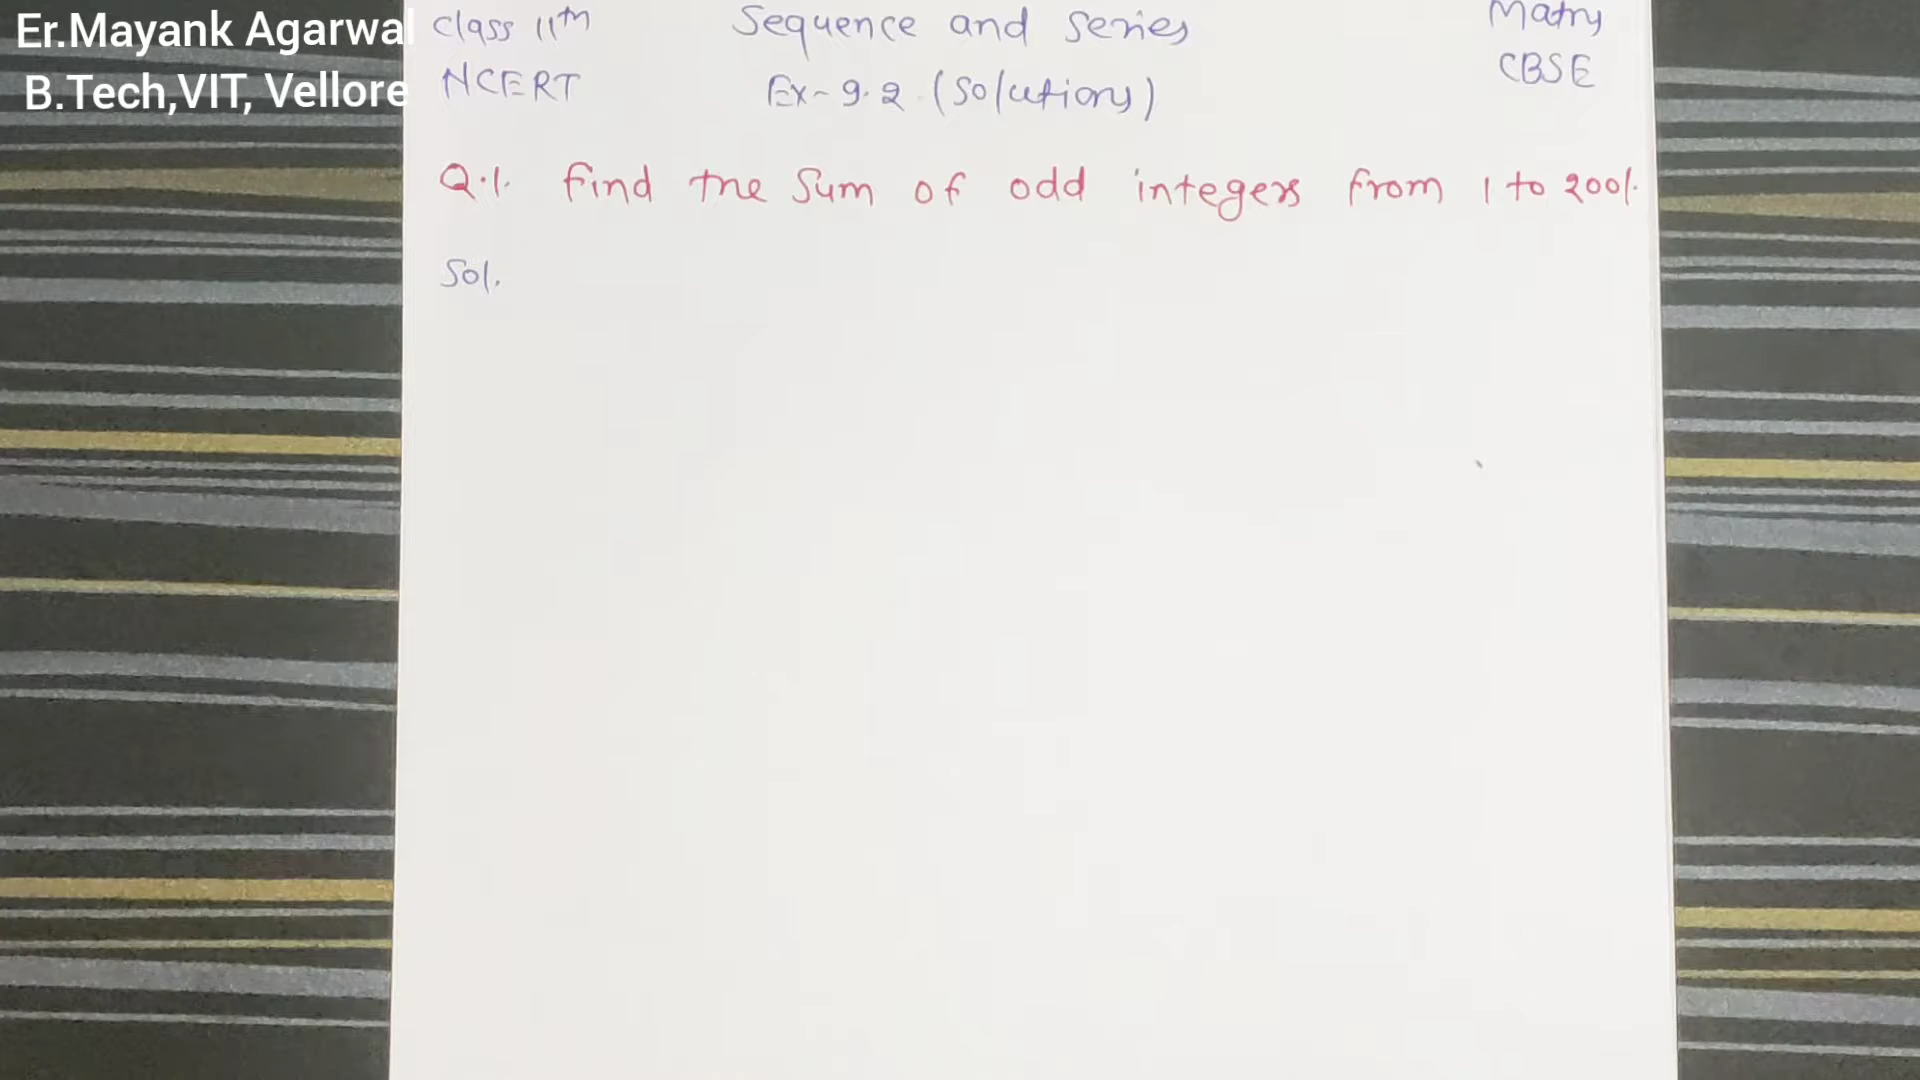 Er.Mayank Agarwal
B.Tech,VIT, Vellore
Class 11th Sequence and Series Maths
NCERT Ex-9.2 (Solutions) CBSE
Q.1. Find the Sum of odd integers from 1 to 2001.
Sol.